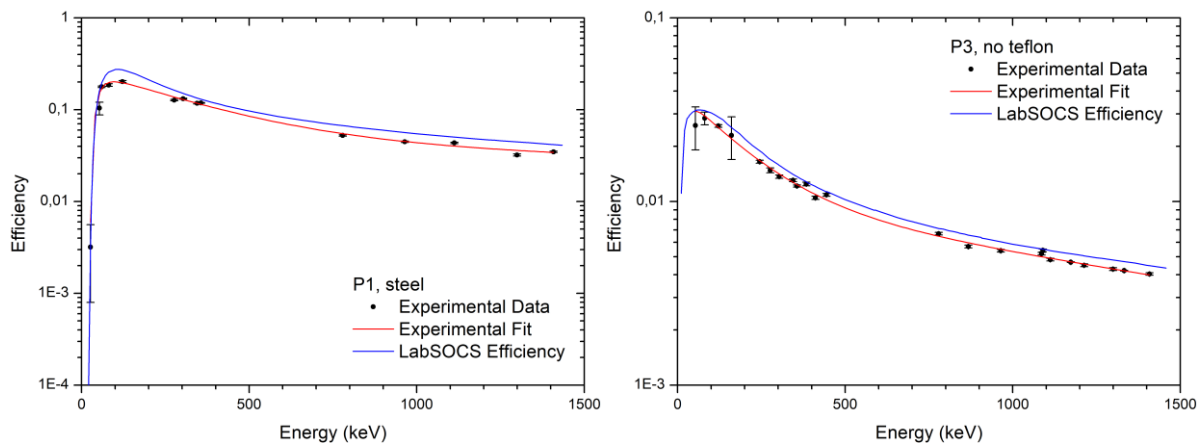 1
0,1
0,01
1E-3
1E-4
Efficiency
P1, steel
Experimental Data
Experimental Fit
LabSOCS Efficiency
0
500
1000
1500
Energy (keV)
0,1
0,01
1E-3
Efficiency
P3, no teflon
Experimental Data
Experimental Fit
LabSOCS Efficiency
0
500
1000
1500
Energy (keV)